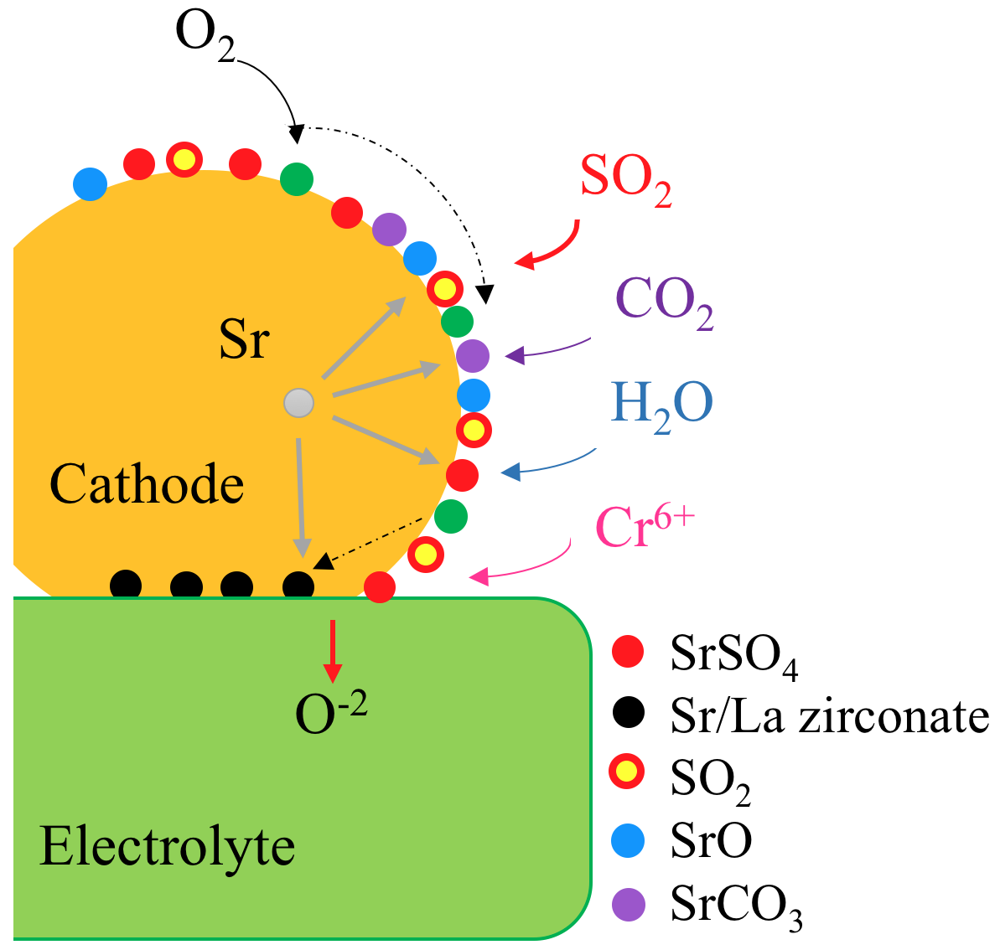 O₂
SO₂
CO₂
Sr
H₂O
Cathode
Cr⁶⁺
SrSO₄
O⁻²
Sr/La zirconate
SO₂
Electrolyte
SrO
SrCO₃